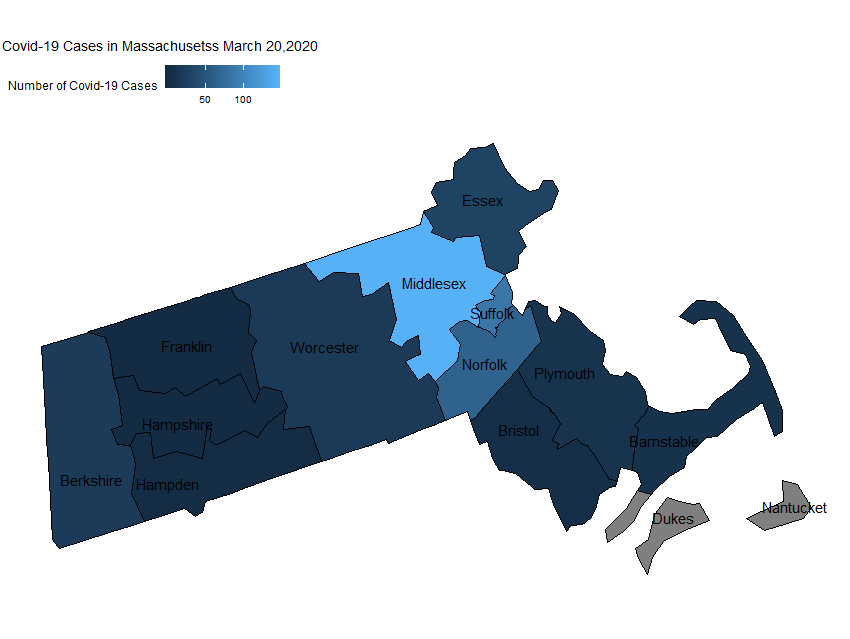 Covid-19 Cases in Massachusetss March 20,2020
Number of Covid-19 Cases
50 100
Essex
Middlesex
Suffolk
Franklin
Worcester
Norfolk
Plymouth
Hampshire
Bristol
Barnstable
Berkshire
Hampden
Nantucket
Dukes